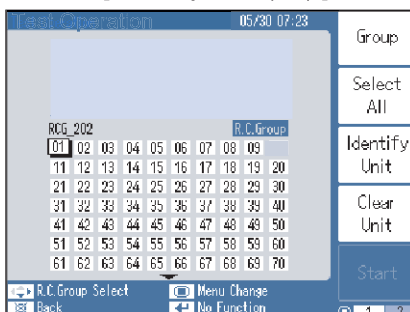 Test Operation 05/30 07:23
Group
Select
All
Identify
Unit
Clear
Unit
Start
RCG_202 R.C.Group
01 02 03 04 05 06 07 08 09
11 12 13 14 15 16 17 18 19 20
21 22 23 24 25 26 27 28 29 30
31 32 33 34 35 36 37 38 39 40
41 42 43 44 45 46 47 48 49 50
51 52 53 54 55 56 57 58 59 60
61 62 63 64 65 66 67 68 69 70
R.C.Group Select Menu Change
Back No Function
1 2